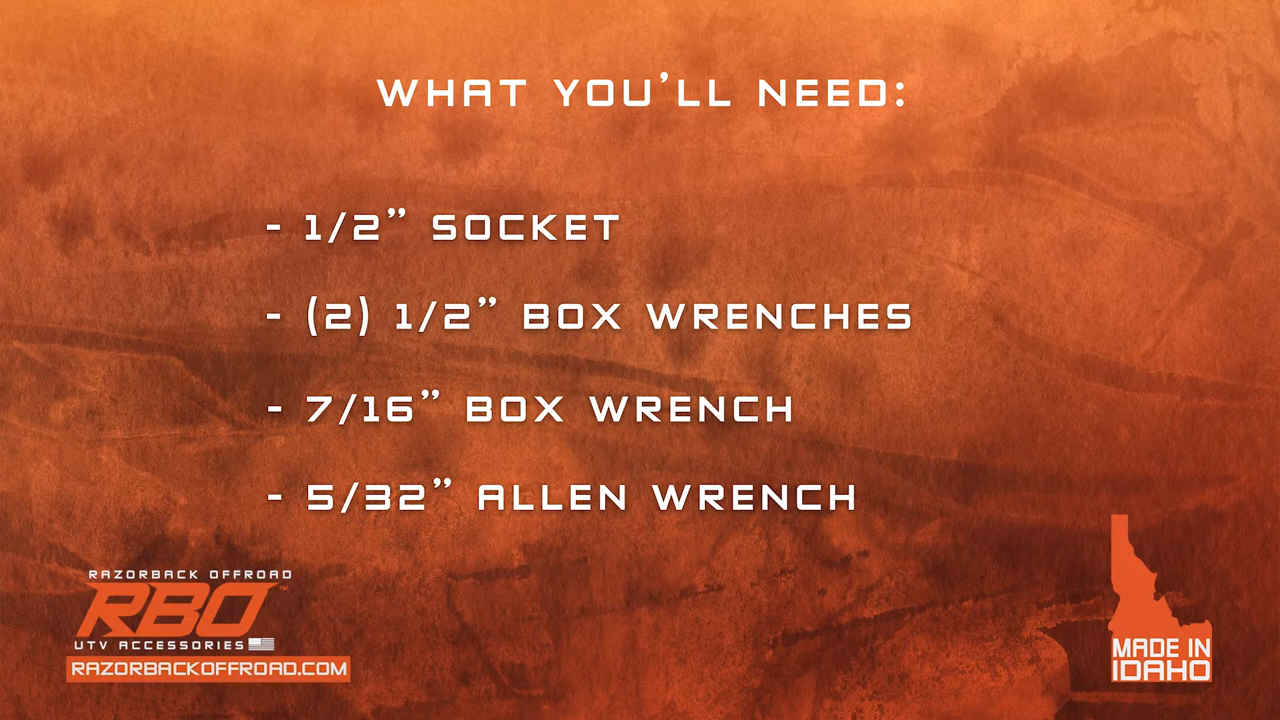 WHAT YOU’LL NEED:
- 1/2” SOCKET
- (2) 1/2” BOX WRENCHES
- 7/16” BOX WRENCH
- 5/32” ALLEN WRENCH
RAZORBACK OFFROAD
RBO™
UTV ACCESSORIES
RAZORBACKOFFROAD.COM
MADE IN
IDAHO